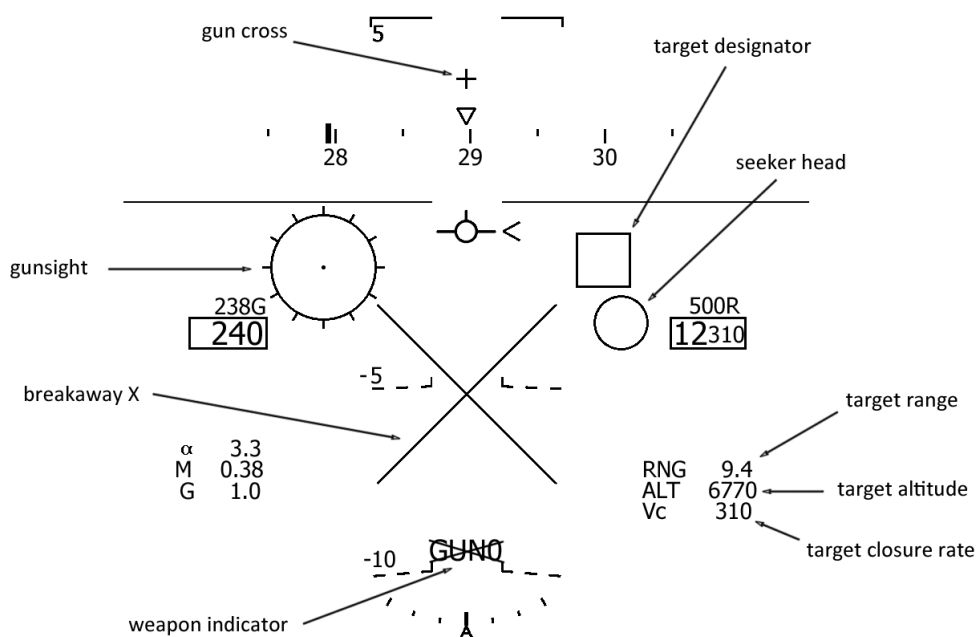 5
gun cross
target designator
28 29 30
seeker head
gunsight
238G
240
500R
12310
-5
breakaway X
target range
α 3.3
M 0.38
G 1.0
RNG 9.4
ALT 6770
Vc 310
target altitude
target closure rate
GUN0
-10
weapon indicator